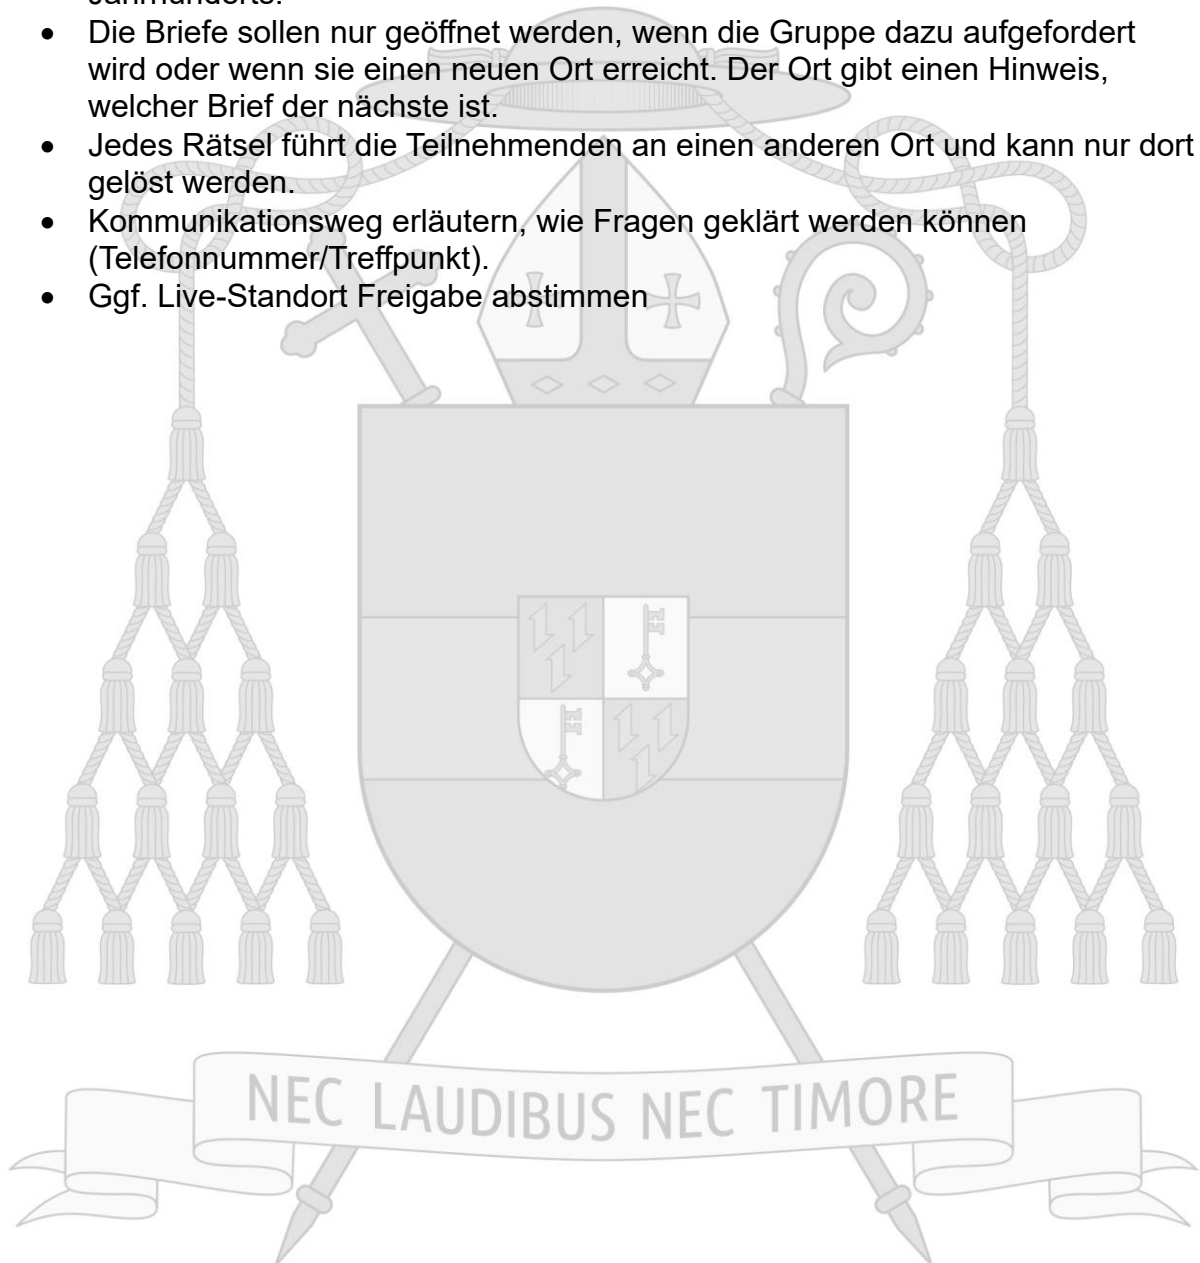 Jahrhunderts.
• Die Briefe sollen nur geöffnet werden, wenn die Gruppe dazu aufgefordert
wird oder wenn sie einen neuen Ort erreicht. Der Ort gibt einen Hinweis,
welcher Brief der nächste ist.
• Jedes Rätsel führt die Teilnehmenden an einen anderen Ort und kann nur dort
gelöst werden.
• Kommunikationsweg erläutern, wie Fragen geklärt werden können
(Telefonnummer/Treffpunkt).
• Ggf. Live-Standort Freigabe abstimmen
NEC LAUDIBUS NEC TIMORE